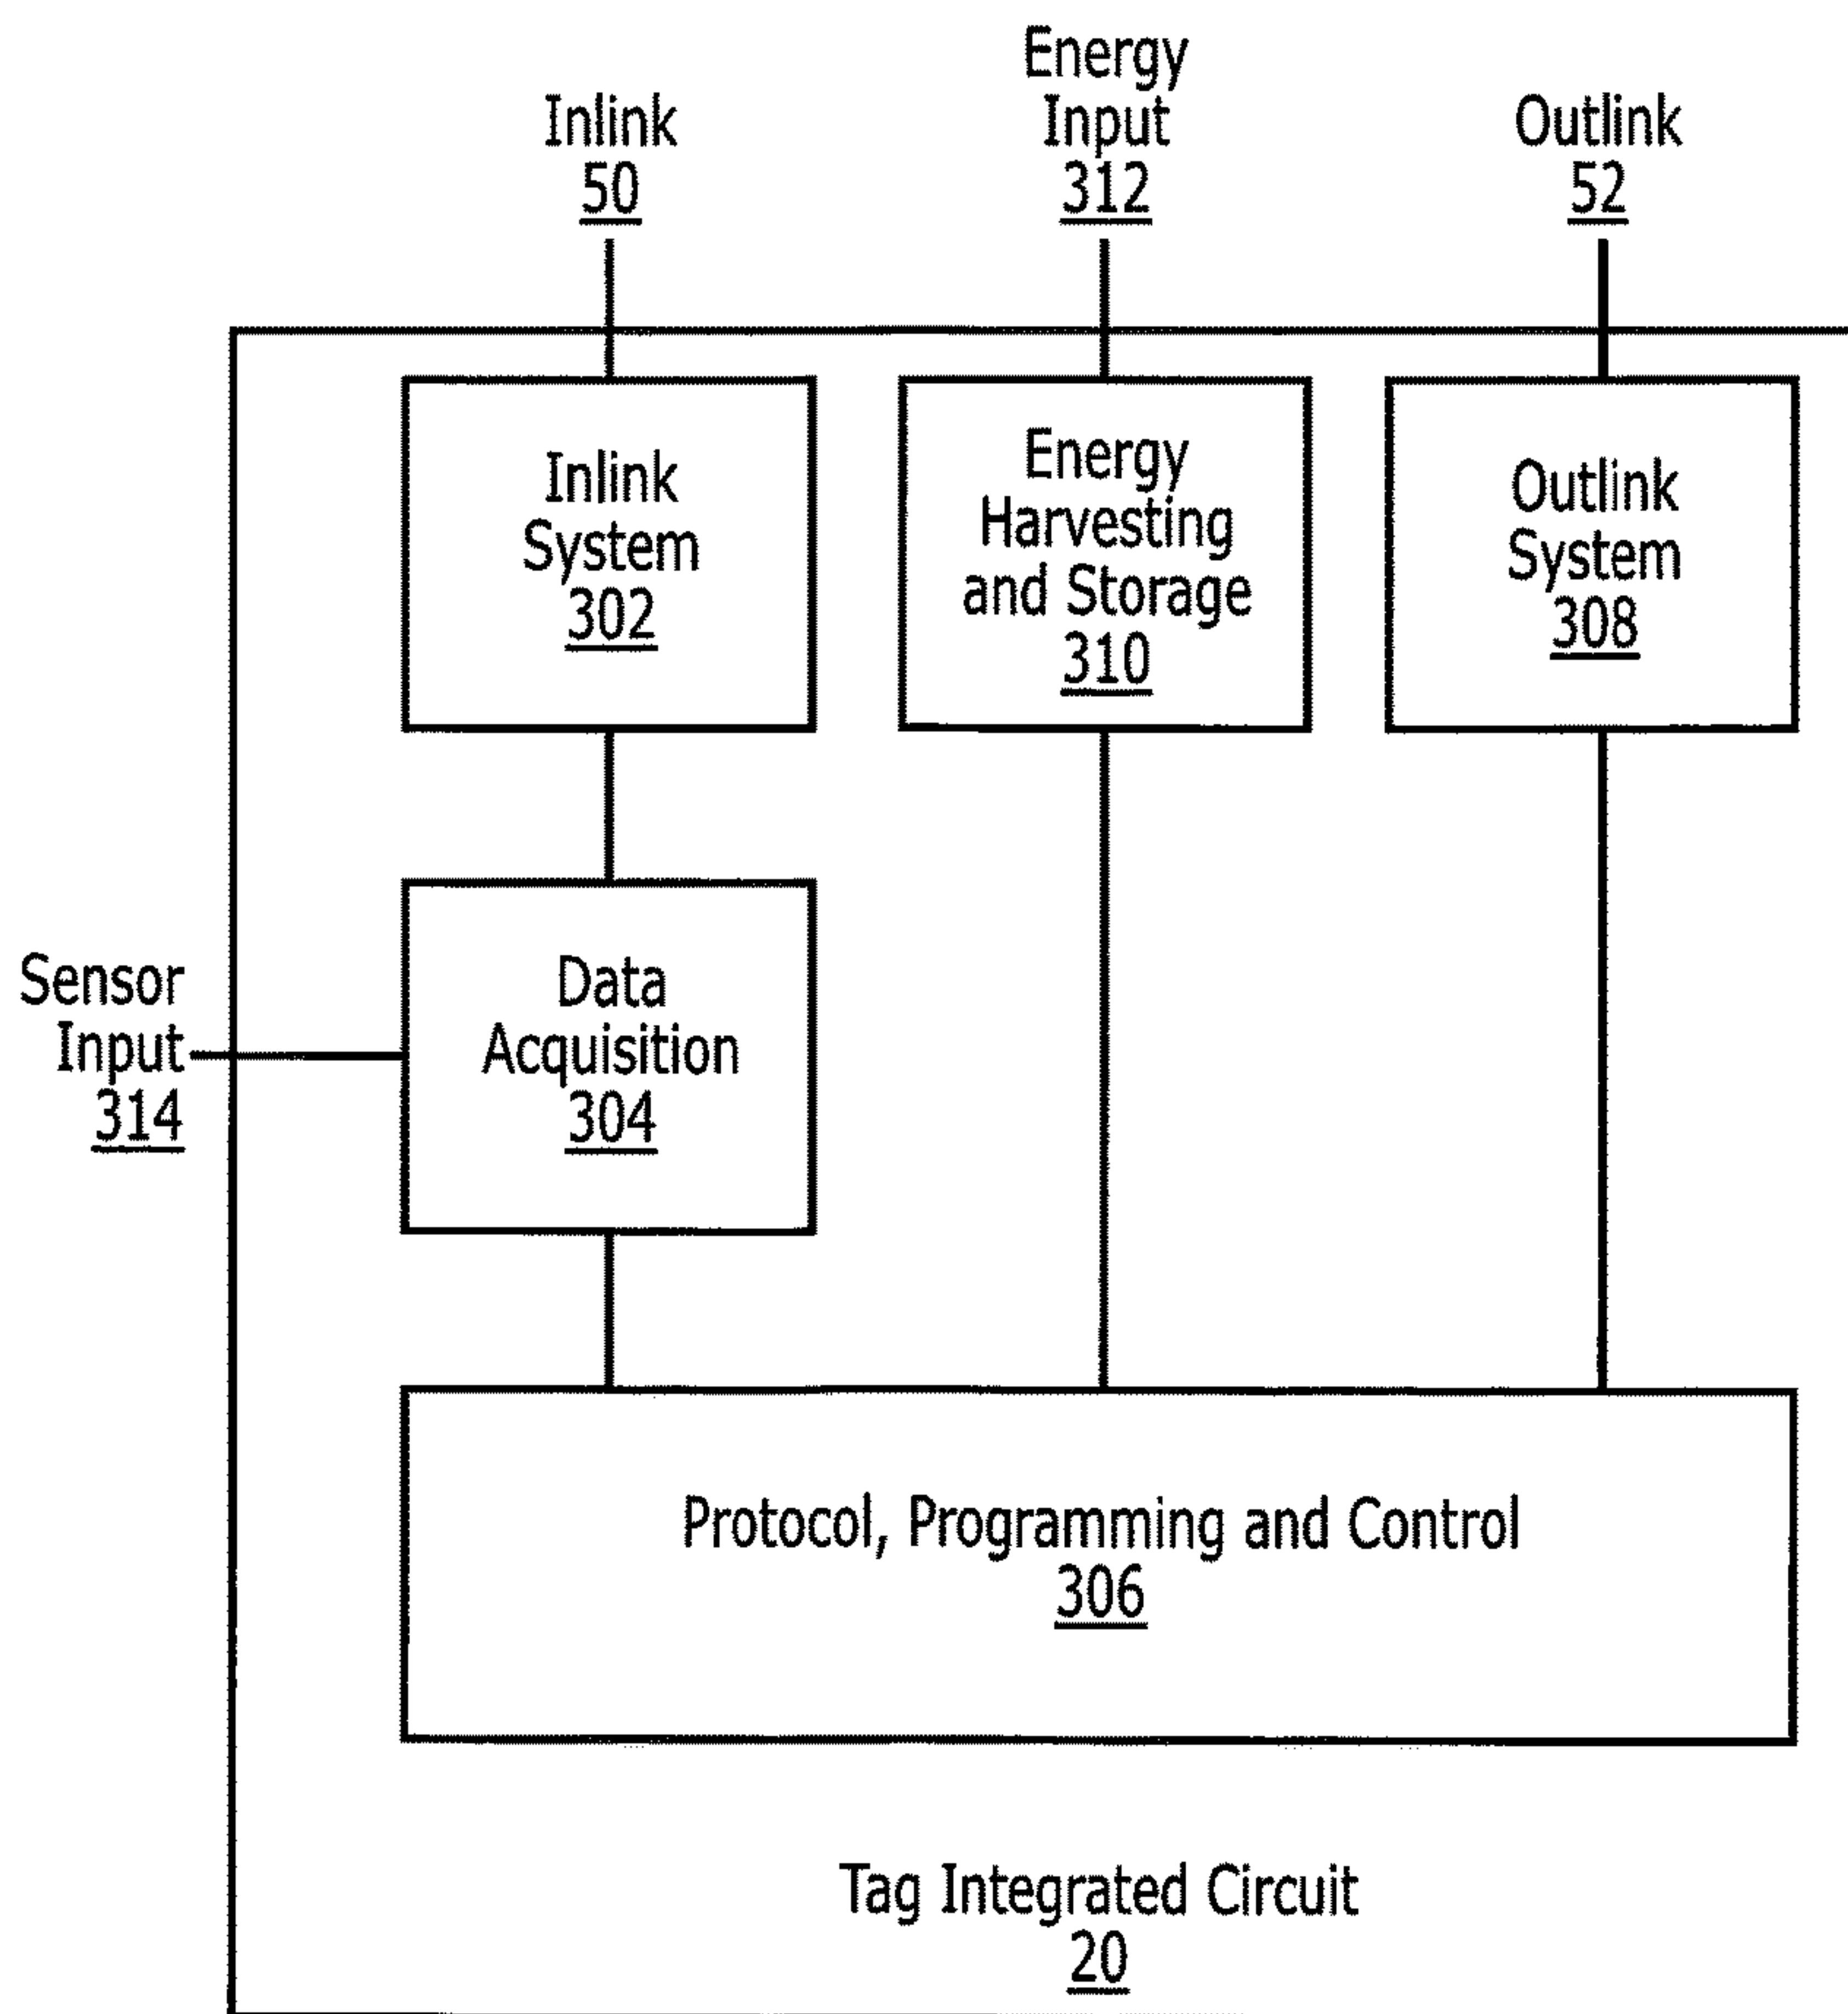 Inlink
50
Energy
Input
312
Outlink
52
Inlink
System
302
Energy
Harvesting
and Storage
310
Outlink
System
308
Sensor
Input
314
Data
Acquisition
304
Protocol, Programming and Control
306
Tag Integrated Circuit
20